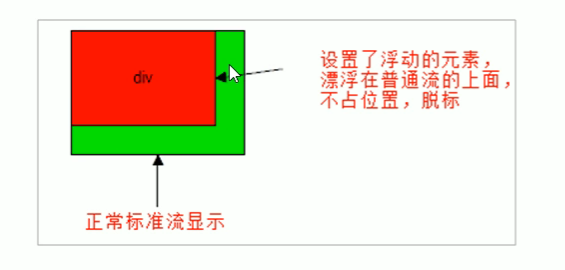 div
设置了浮动的元素，
漂浮在普通流的上面，
不占位置，脱标
正常标准流显示